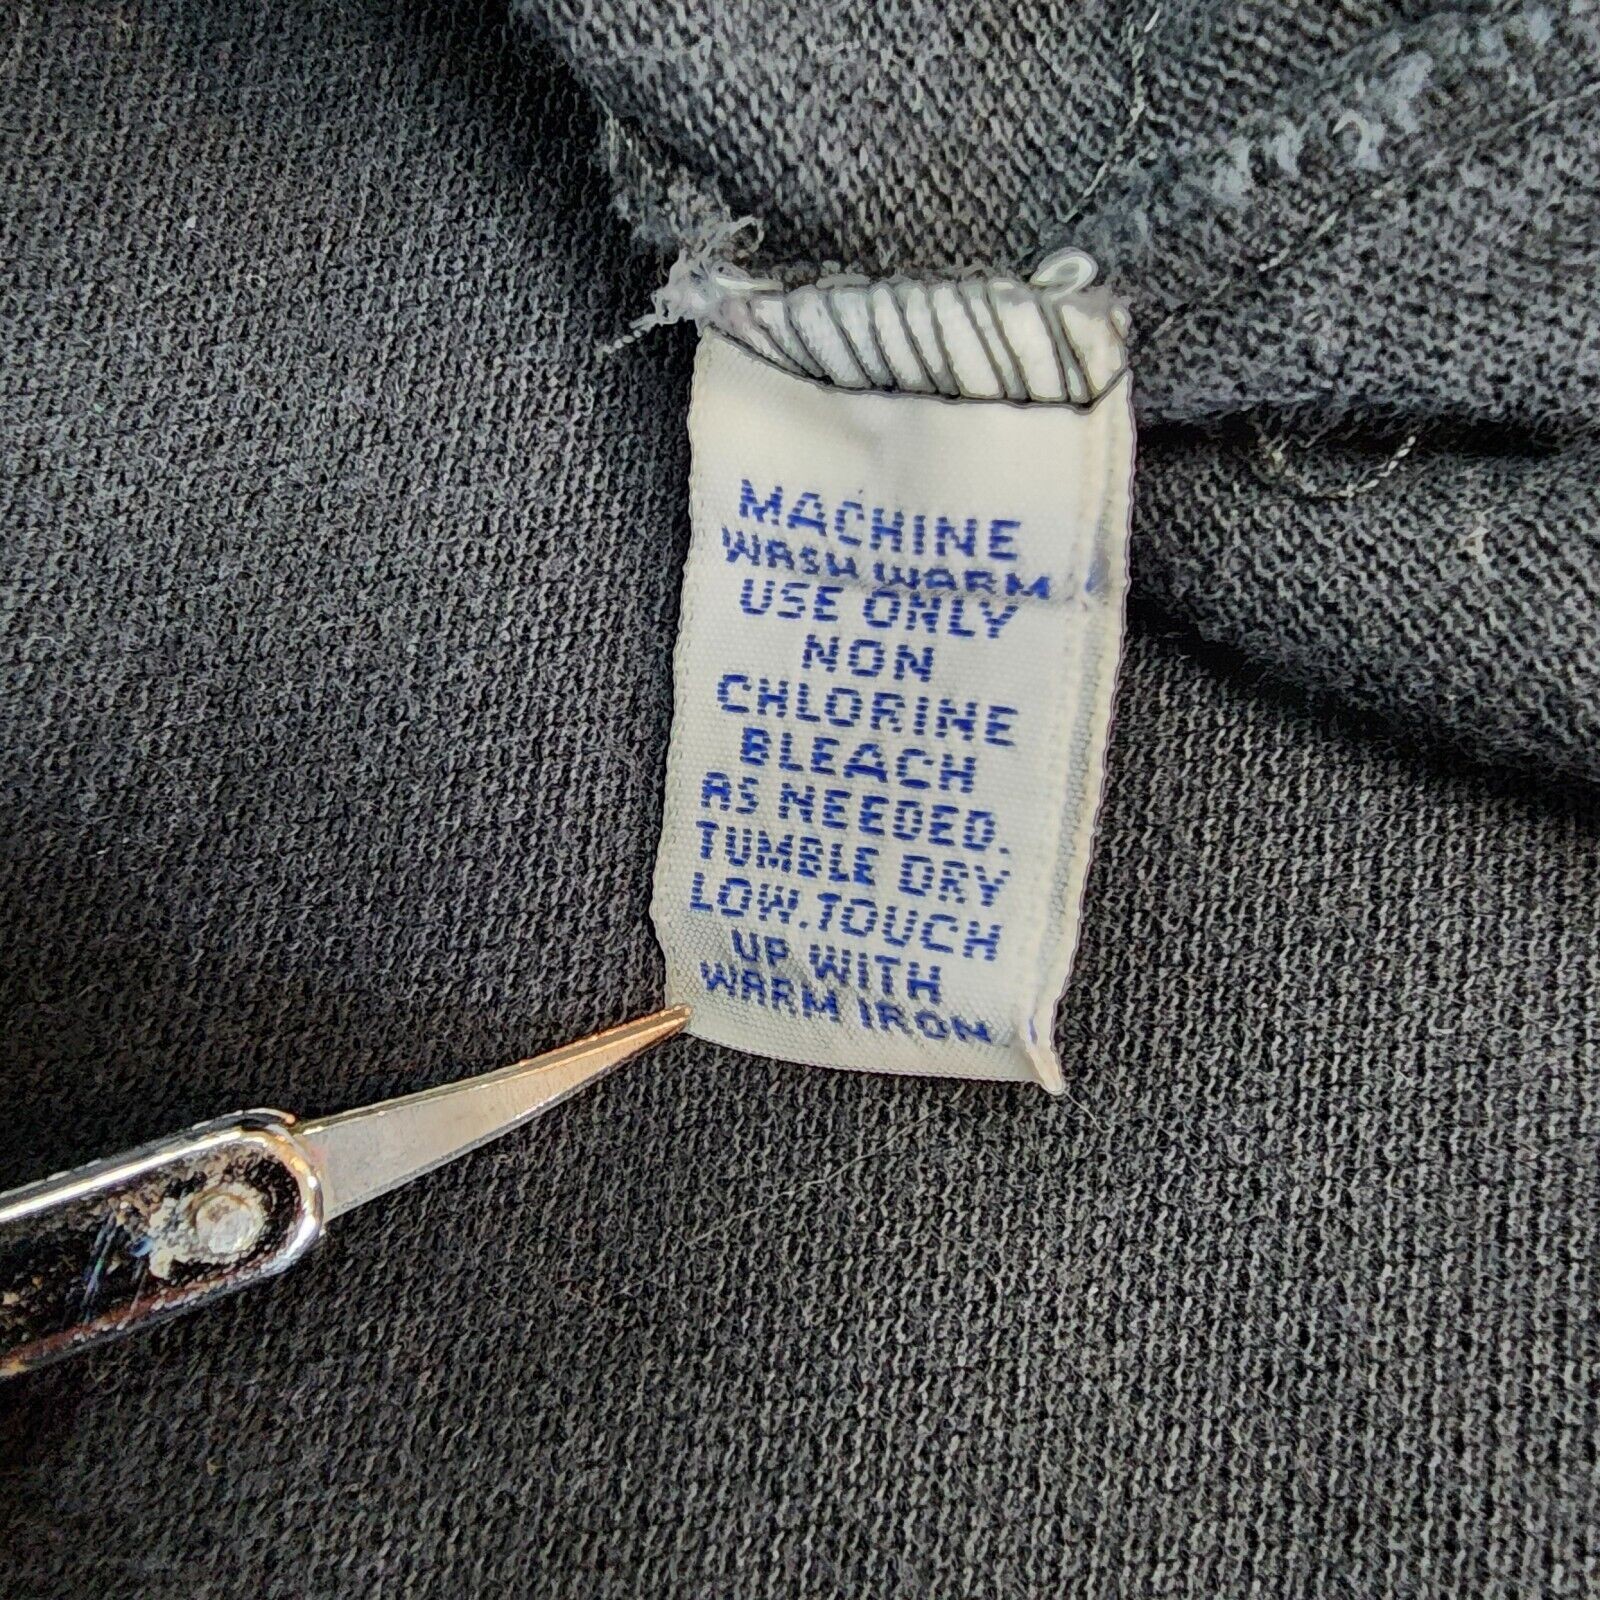 MACHINE
WASH WARM
USE ONLY
NON
CHLORINE
BLEACH
AS NEEDED.
TUMBLE DRY
LOW.TOUCH
UP WITH
WARM IRON